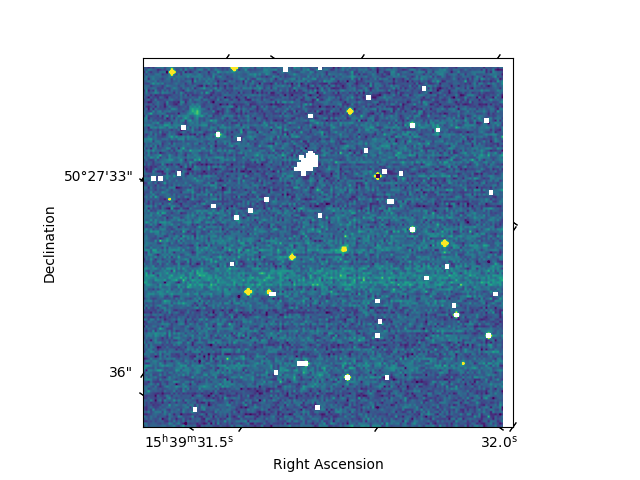 50°27'33"
Declination
36"
15ʰ39ᵐ31.5ˢ
32.0ˢ
Right Ascension